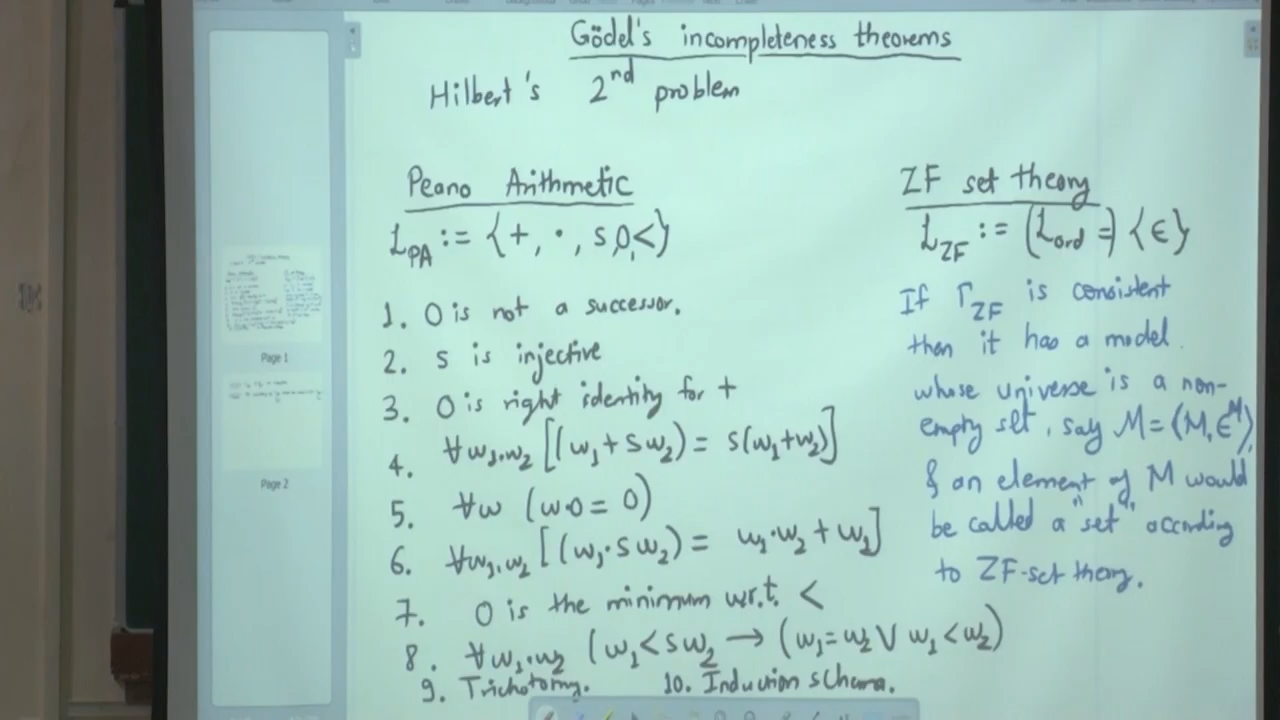 Gödel's incompleteness theorems
Hilbert's 2nd problem
Peano Arithmetic
L_PA := {+, ·, s, 0, <}
1. 0 is not a successor.
2. s is injective
3. 0 is right identity for +
4. ∀w₁,w₂ [(w₁ + sw₂) = s(w₁+w₂)]
5. ∀w (w·0 = 0)
6. ∀w₁,w₂ [(w₁·sw₂) = w₁·w₂ + w₁]
7. 0 is the minimum w.r.t. <
8. ∀w₁,w₂ (w₁ < sw₂ → (w₁ = w₂ ∨ w₁ < w₂)
9. Trichotomy. 10. Induction schema.
ZF set theory
L_ZF := (L_ord =) {∈}
If Γ_ZF is consistent
then it has a model
whose universe is a non-
empty set, say M = (M, ∈^M),
& an element of M would
be called a "set" according
to ZF-set theory.
Page 1
Page 2